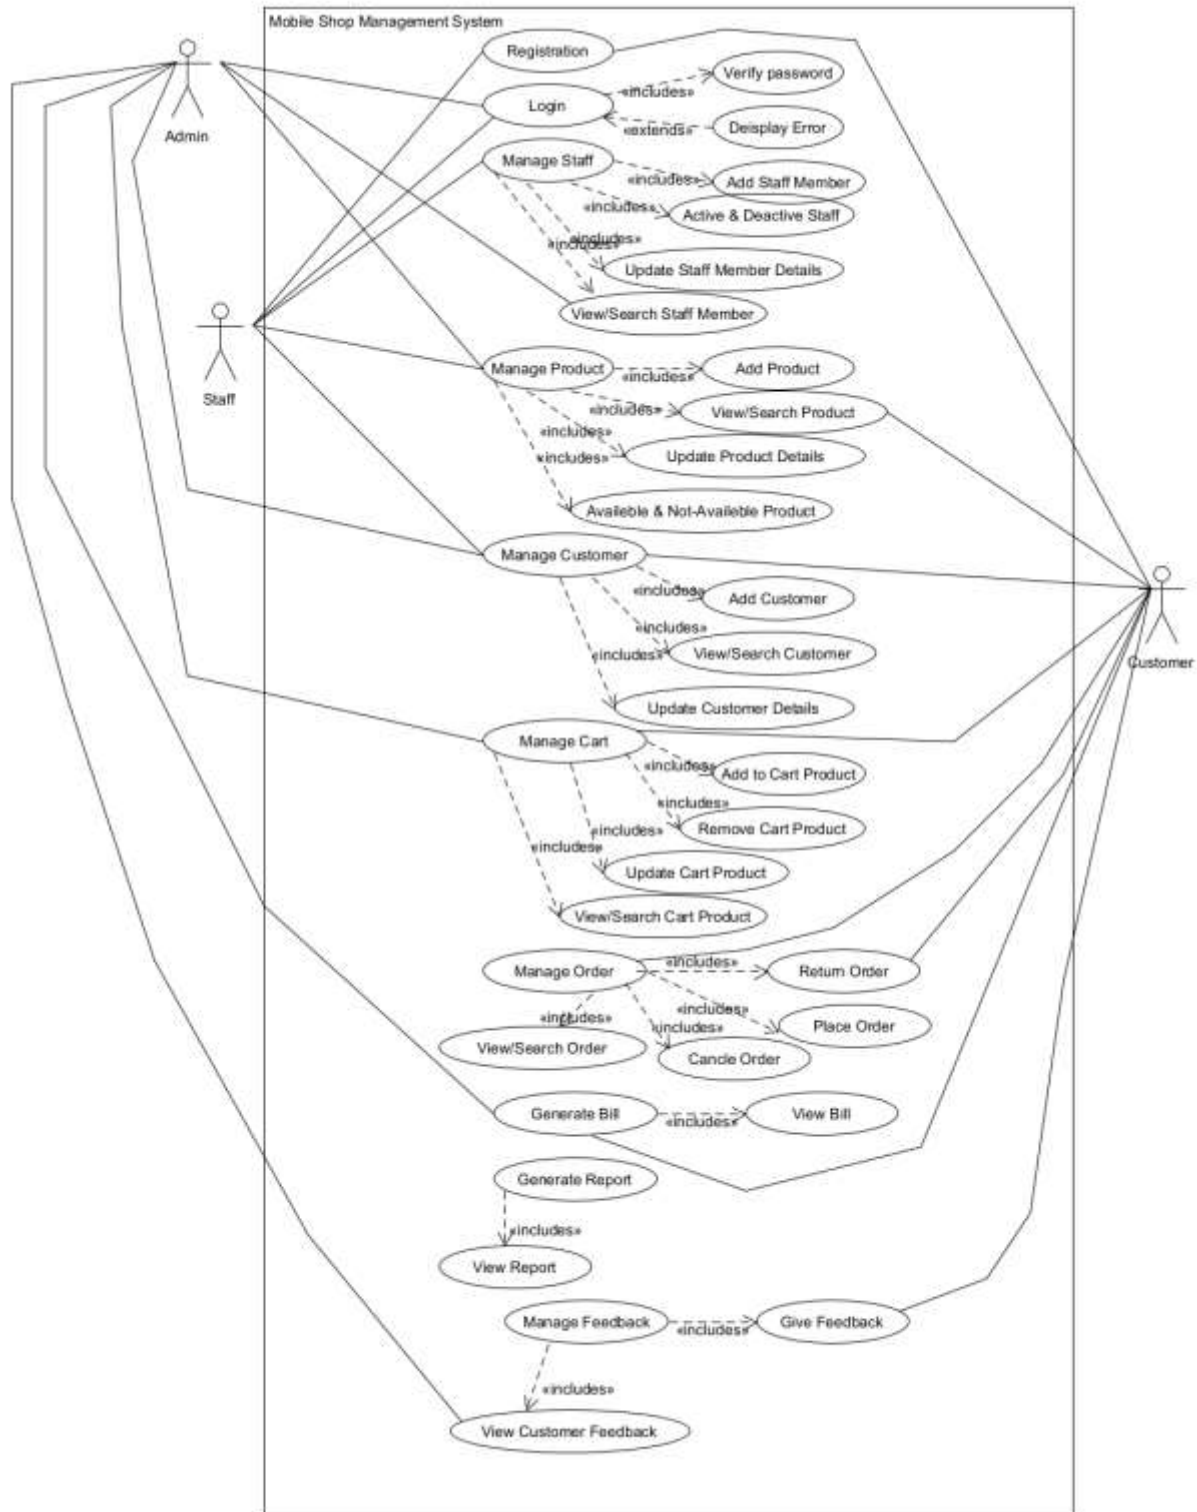 Mobile Shop Management System
Registration
Verify password
«includes»
Login
Admin
«extends»
Deisplay Error
Manage Staff
«includes»
Add Staff Member
«includes»
Active & Deactive Staff
«includes»
«includes»
Update Staff Member Details
View/Search Staff Member
Manage Product
«includes»
Add Product
Staff
«includes»
View/Search Product
«includes»
Update Product Details
«includes»
Availeble & Not-Available Product
Manage Customer
«includes»
Add Customer
«includes»
View/Search Customer
«includes»
Customer
Update Customer Details
Manage Cart
«includes»
Add to Cart Product
«includes»
Remove Cart Product
«includes»
«includes»
Update Cart Product
View/Search Cart Product
Manage Order
«includes»
Return Order
«includes»
«includes»
«includes»
Place Order
View/Search Order
Cancle Order
Generate Bill
«includes»
View Bill
Generate Report
«includes»
View Report
Manage Feedback
«includes»
Give Feedback
«includes»
View Customer Feedback